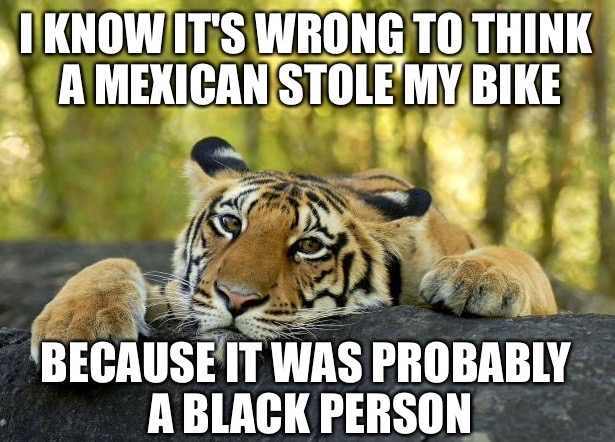 I KNOW IT'S WRONG TO THINK
A MEXICAN STOLE MY BIKE
BECAUSE IT WAS PROBABLY
A BLACK PERSON